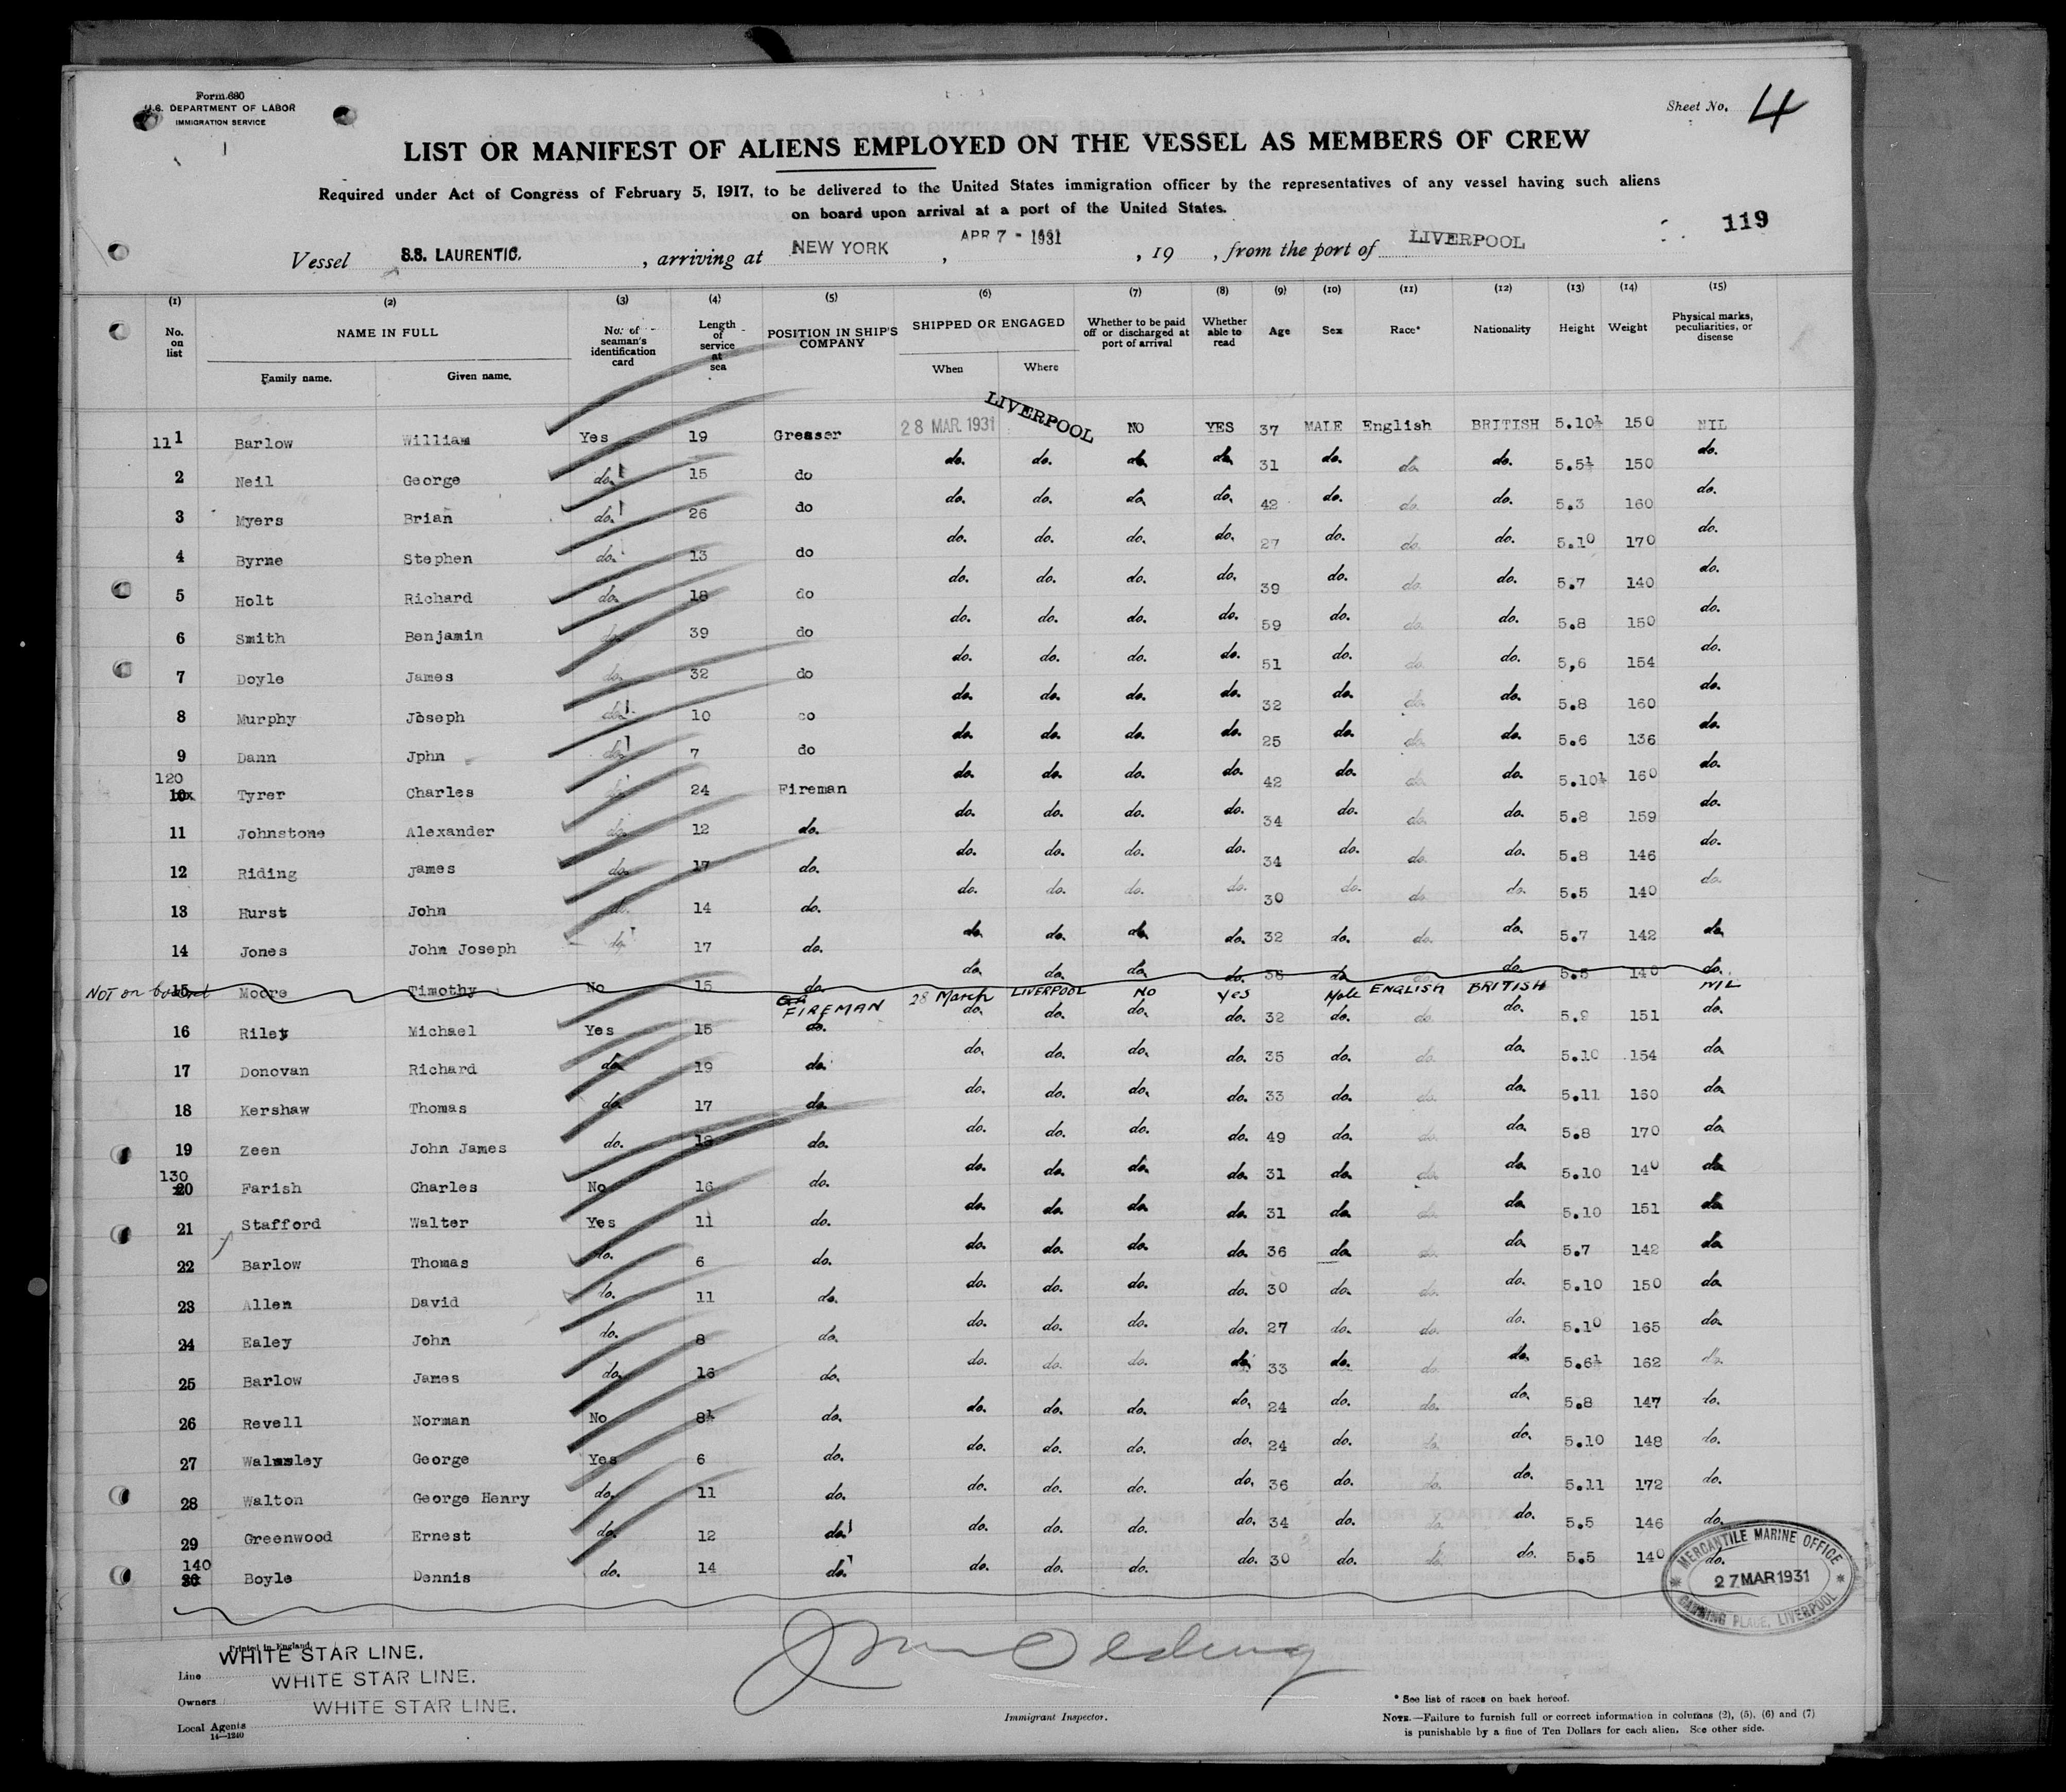 Form 680
U.S. DEPARTMENT OF LABOR
IMMIGRATION SERVICE
Sheet No. 4
LIST OR MANIFEST OF ALIENS EMPLOYED ON THE VESSEL AS MEMBERS OF CREW
Required under Act of Congress of February 5, 1917, to be delivered to the United States immigration officer by the representatives of any vessel having such aliens
on board upon arrival at a port of the United States.
119
Vessel S.S. LAURENTIC. , arriving at NEW YORK , APR 7 - 1931 , 19 , from the port of LIVERPOOL
(1) (2) (3) (4) (5) (6) (7) (8) (9) (10) (11) (12) (13) (14) (15)
No. on list NAME IN FULL No. of seaman's identification card Length of service at sea POSITION IN SHIP'S COMPANY SHIPPED OR ENGAGED Whether to be paid off or discharged at port of arrival Whether able to read Age Sex Race* Nationality Height Weight Physical marks, peculiarities, or disease
Family name. Given name. When Where
11 1 Barlow William Yes 19 Greaser 28 MAR. 1931 LIVERPOOL NO YES 37 MALE English BRITISH 5.10½ 150 NIL
2 Neil George do. 15 do do. do. do. do. 31 do. do. do. 5.5½ 150 do.
3 Myers Brian do. 26 do do. do. do. do. 42 do. do. do. 5.3 160 do.
4 Byrne Stephen do. 13 do do. do. do. do. 27 do. do. do. 5.10 170 do.
5 Holt Richard do. 18 do do. do. do. do. 39 do. do. do. 5.7 140 do.
6 Smith Benjamin do. 39 do do. do. do. do. 59 do. do. do. 5.8 150 do.
7 Doyle James do. 32 do do. do. do. do. 51 do. do. do. 5,6 154 do.
8 Murphy Joseph do. 10 do do. do. do. do. 32 do. do. do. 5.8 160 do.
9 Dann Jphn do. 7 do do. do. do. do. 25 do. do. do. 5.6 136 do.
120
10 Tyrer Charles do. 24 Fireman do. do. do. do. 42 do. do. do. 5.10½ 160 do.
11 Johnstone Alexander do. 12 do. do. do. do. do. 34 do. do. do. 5.8 159 do.
12 Riding James do. 17 do. do. do. do. do. 34 do. do. do. 5.8 146 do.
13 Hurst John do. 14 do. do. do. do. do. 30 do. do. do. 5.5 140 do.
14 Jones John Joseph do. 17 do. do. do. do. do. 32 do. do. do. 5.7 142 do.
NOT on board 15 Moore Timothy No 15 do. do. do. do. do. 38 do. do. 5.5 140 do.
FIREMAN 28 March LIVERPOOL NO Yes Male ENGLISH BRITISH NIL
16 Riley Michael Yes 15 do. do. do. do. do. 32 do. do. do. 5.9 151 do.
17 Donovan Richard do. 19 do. do. do. do. do. 35 do. do. do. 5.10 154 do.
18 Kershaw Thomas do. 17 do. do. do. do. do. 33 do. do. do. 5.11 160 do.
19 Zeen John James do. 18 do. do. do. do. do. 49 do. do. do. 5.8 170 do.
130
20 Farish Charles No 16 do. do. do. do. do. 31 do. do. do. 5.10 140 do.
21 Stafford Walter Yes 11 do. do. do. do. do. 31 do. do. do. 5.10 151 do.
22 Barlow Thomas do. 6 do. do. do. do. do. 36 do. do. do. 5.7 142 do.
23 Allen David do. 11 do. do. do. do. do. 30 do. do. do. 5.10 150 do.
24 Ealey John do. 8 do. do. do. do. do. 27 do. do. do. 5.10 165 do.
25 Barlow James do. 16 do. do. do. do. do. 33 do. do. do. 5.6½ 162 do.
26 Revell Norman No 8½ do. do. do. do. do. 24 do. do. do. 5.8 147 do.
27 Walmsley George Yes 6 do. do. do. do. do. 24 do. do. do. 5.10 148 do.
28 Walton George Henry do. 11 do. do. do. do. do. 36 do. do. do. 5.11 172 do.
29 Greenwood Ernest do. 12 do. do. do. do. do. 34 do. do. do. 5.5 146 do.
140
30 Boyle Dennis do. 14 do. do. do. do. do. 30 do. do. do. 5.5 140 do.
MERCANTILE MARINE OFFICE
27 MAR 1931
CANNING PLACE, LIVERPOOL
Printed in England.
WHITE STAR LINE.
Line WHITE STAR LINE.
Owners WHITE STAR LINE.
Local Agents
14—1240
Immigrant Inspector.
* See list of races on back hereof.
NOTE.—Failure to furnish full or correct information in columns (2), (5), (6) and (7)
is punishable by a fine of Ten Dollars for each alien. See other side.